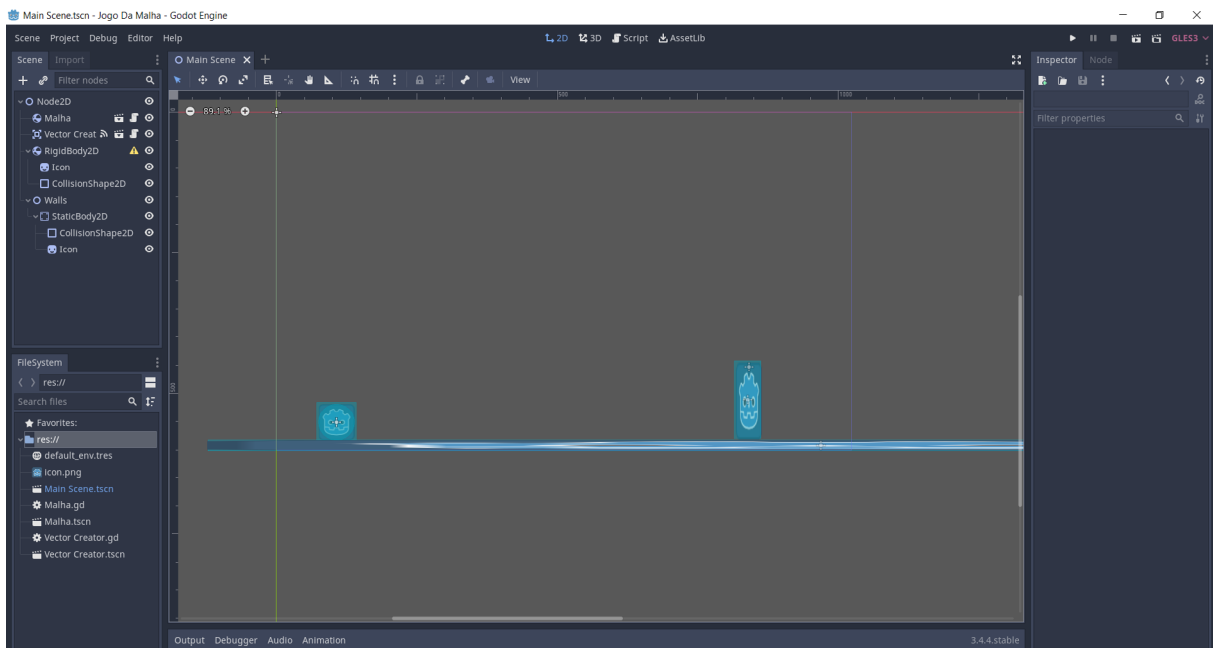 Main Scene.tscn - Jogo Da Malha - Godot Engine
Scene Project Debug Editor Help
2D 3D Script AssetLib
GLES3
Scene Import
Filter nodes
Node2D
Malha
Vector Creat
RigidBody2D
Icon
CollisionShape2D
Walls
StaticBody2D
CollisionShape2D
Icon
FileSystem
res://
Search files
Favorites:
res://
default_env.tres
icon.png
Main Scene.tscn
Malha.gd
Malha.tscn
Vector Creator.gd
Vector Creator.tscn
Main Scene
View
0 500 1000
89.1 %
500
Output Debugger Audio Animation
3.4.4.stable
Inspector Node
DOC
Filter properties